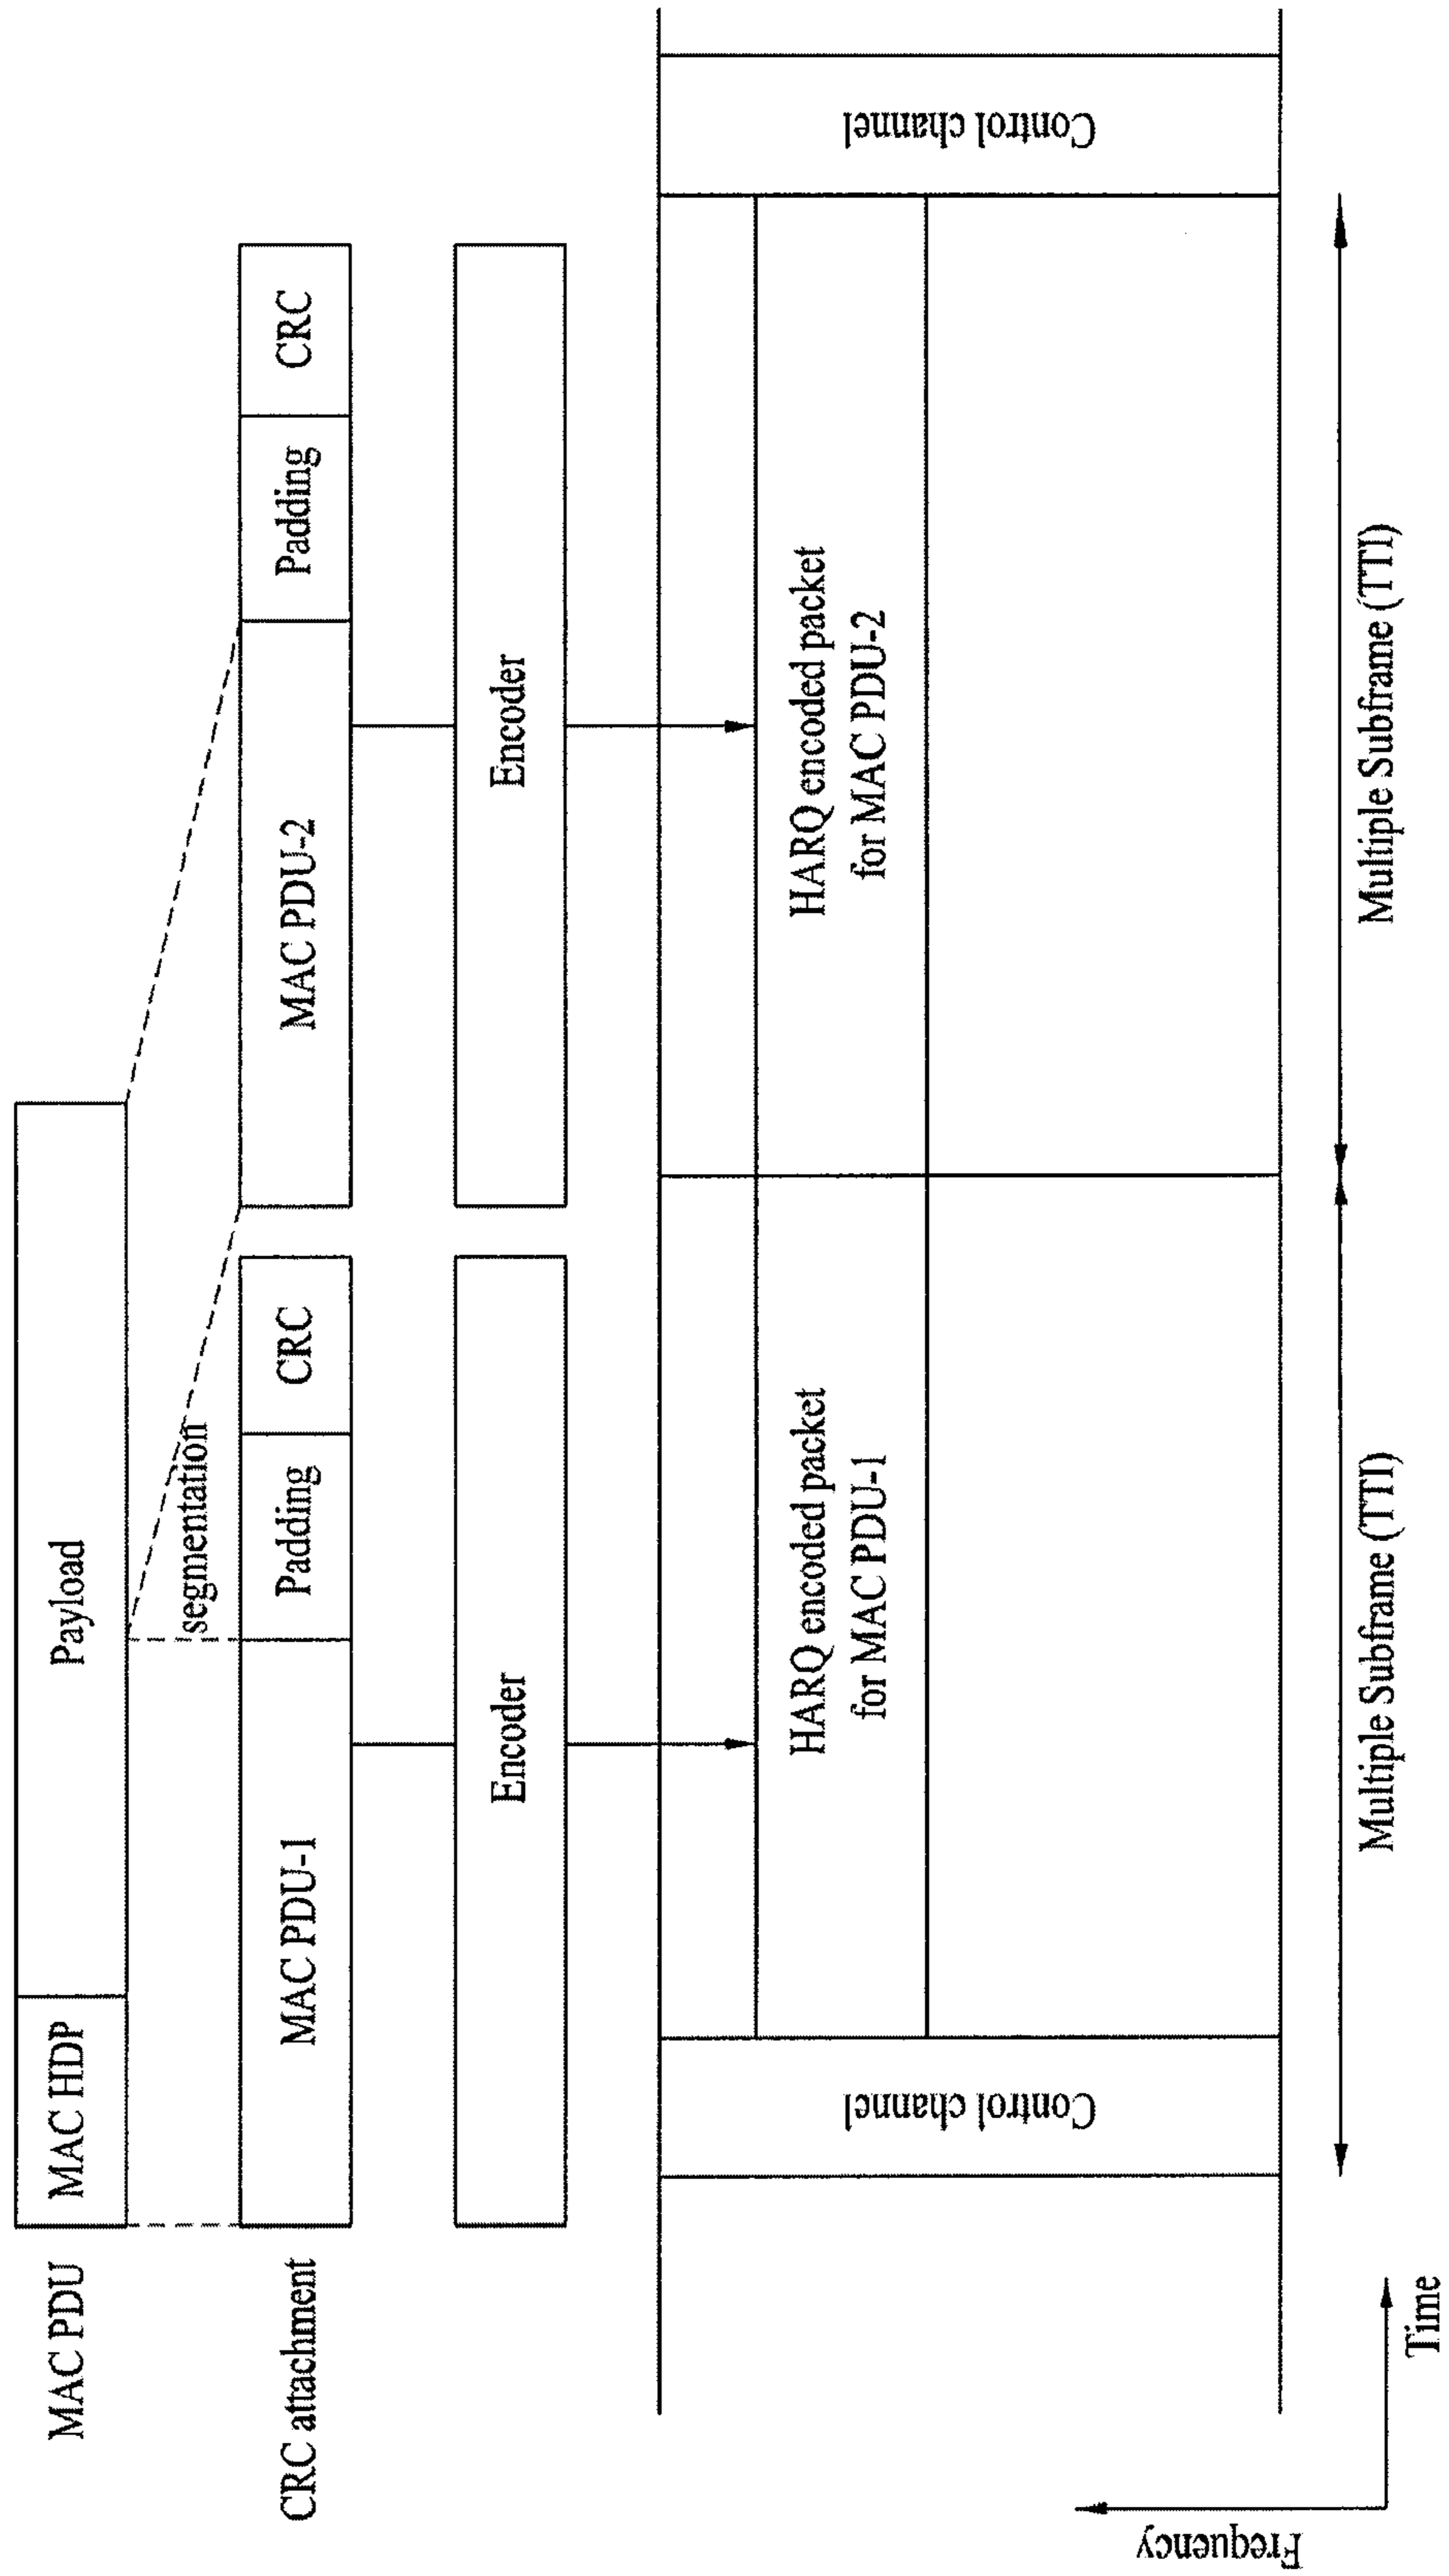 MAC PDU
MAC HDP
Payload
segmentation
CRC attachment
MAC PDU-1
Padding
CRC
MAC PDU-2
Padding
CRC
Encoder
Encoder
Control channel
HARQ encoded packet
for MAC PDU-1
HARQ encoded packet
for MAC PDU-2
Control channel
Multiple Subframe (TTI)
Multiple Subframe (TTI)
Frequency
Time